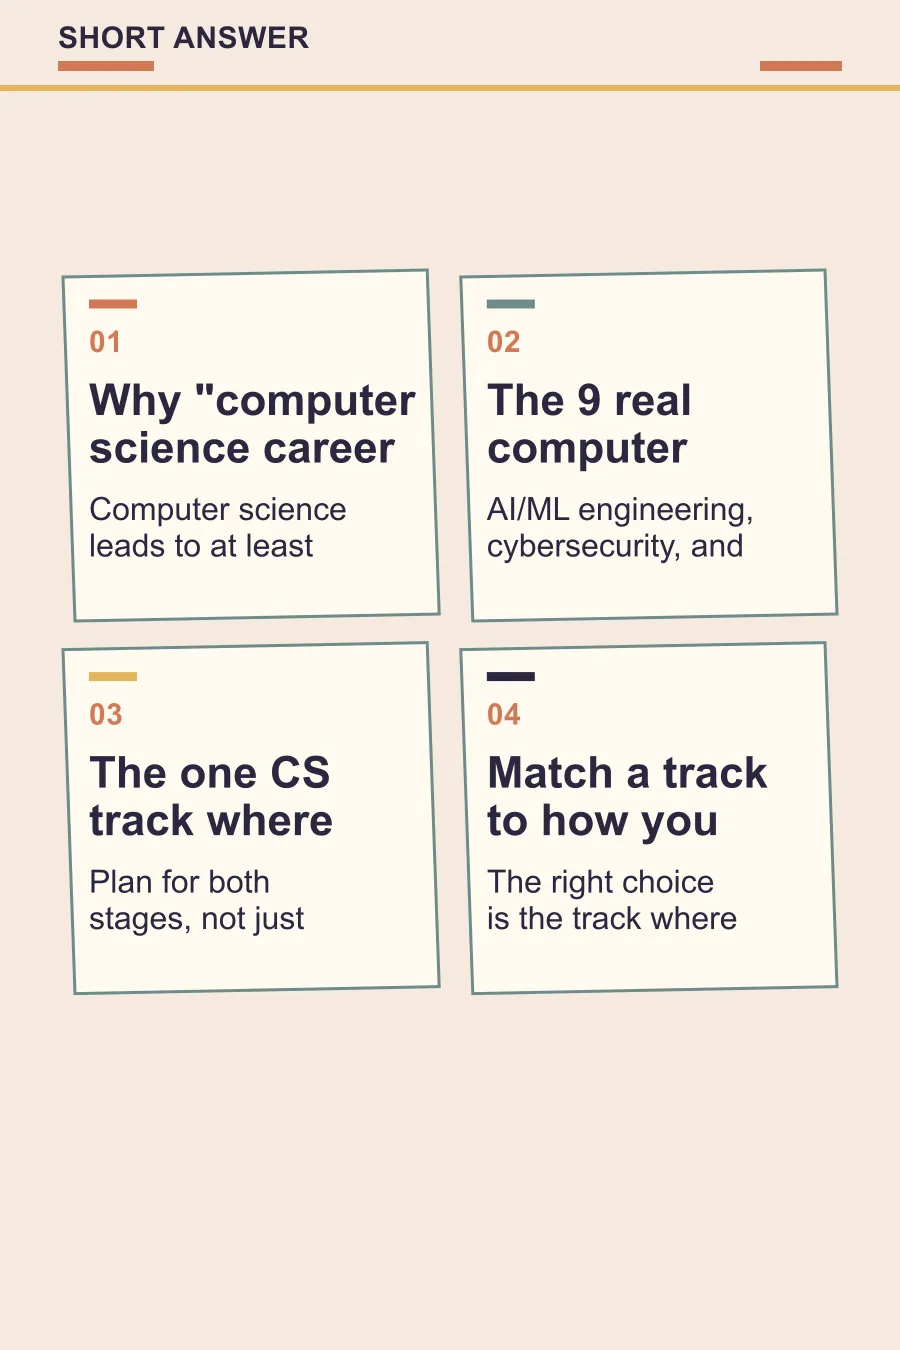 SHORT ANSWER
01
Why "computer
science career
Computer science
leads to at least
02
The 9 real
computer
AI/ML engineering,
cybersecurity, and
03
The one CS
track where
Plan for both
stages, not just
04
Match a track
to how you
The right choice
is the track where